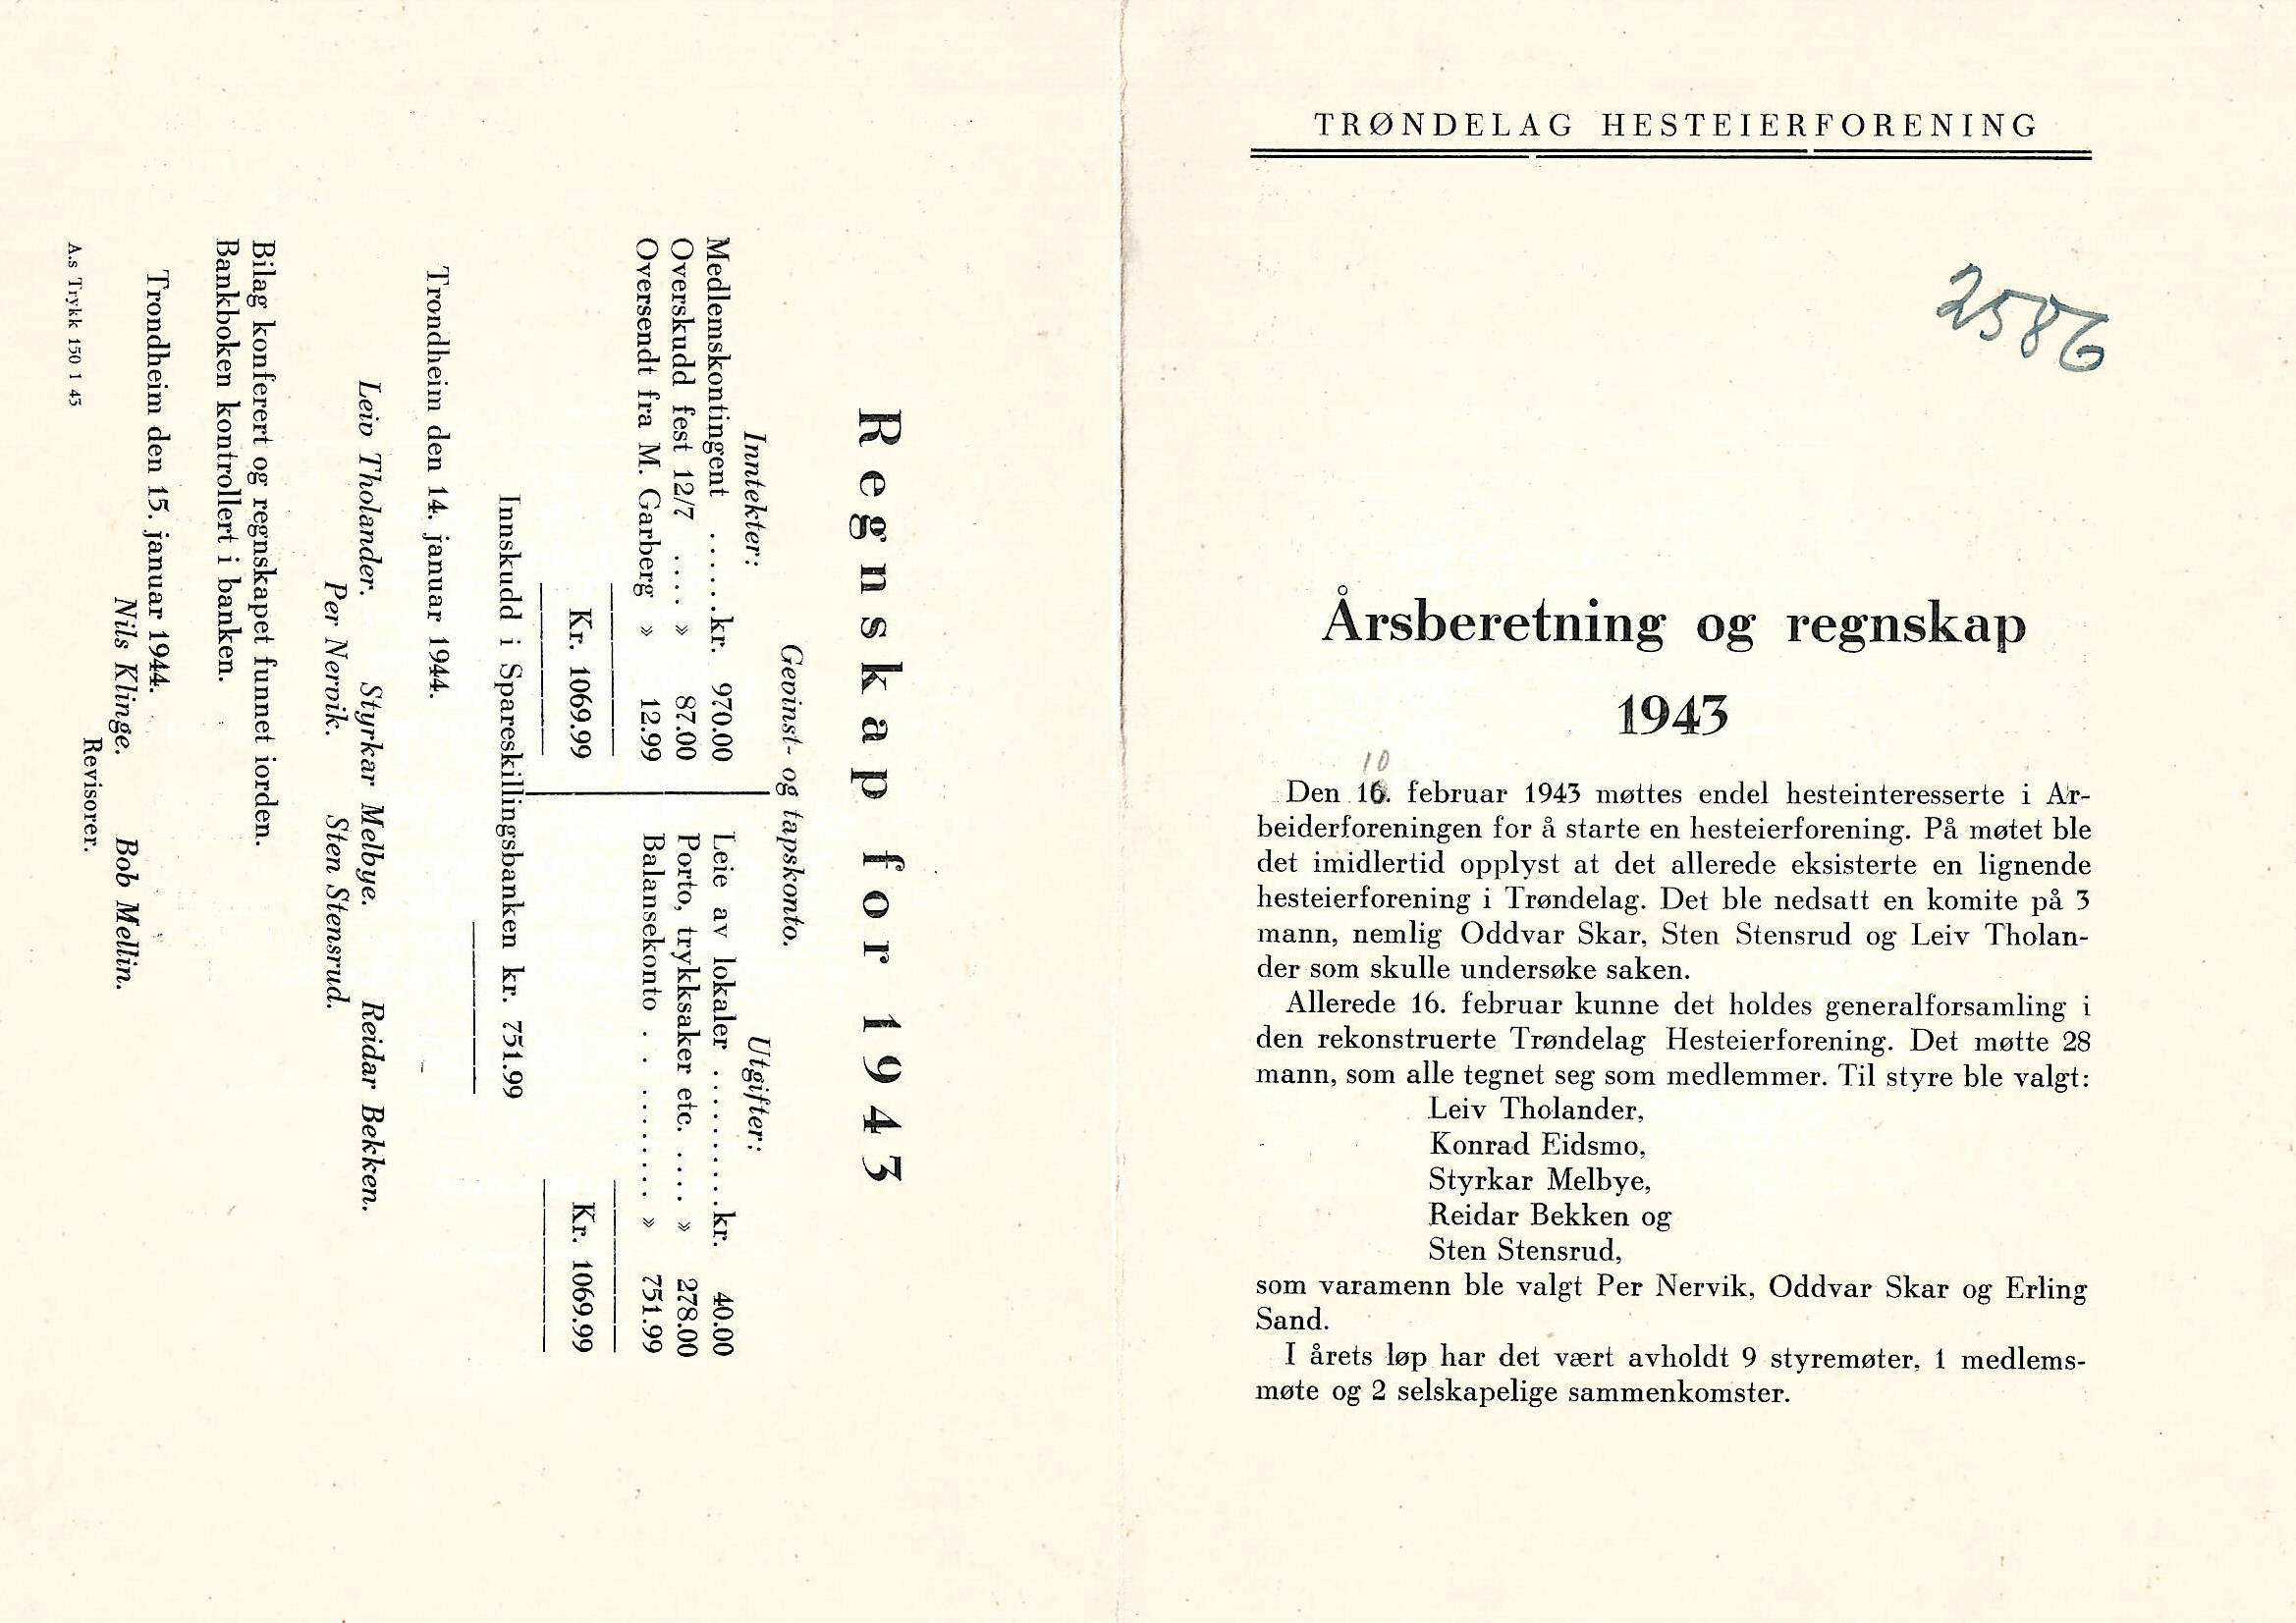 TRØNDELAG HESTEIERFORENING
2586
Årsberetning og regnskap
1943
10
Den 16. februar 1943 møttes endel hesteinteresserte i Ar-
beiderforeningen for å starte en hesteierforening. På møtet ble
det imidlertid opplyst at det allerede eksisterte en lignende
hesteierforening i Trøndelag. Det ble nedsatt en komite på 3
mann, nemlig Oddvar Skar, Sten Stensrud og Leiv Tholan-
der som skulle undersøke saken.
Allerede 16. februar kunne det holdes generalforsamling i
den rekonstruerte Trøndelag Hesteierforening. Det møtte 28
mann, som alle tegnet seg som medlemmer. Til styre ble valgt:
Leiv Tholander,
Konrad Eidsmo,
Styrkar Melbye,
Reidar Bekken og
Sten Stensrud,
som varamenn ble valgt Per Nervik, Oddvar Skar og Erling
Sand.
I årets løp har det vært avholdt 9 styremøter, 1 medlems-
møte og 2 selskapelige sammenkomster.
Regnskap for 1943
Gevinst- og tapskonto.
Inntekter: Utgifter:
Medlemskontingent ......kr. 970.00 Leie av lokaler ..........kr. 40.00
Overskudd fest 12/7 .... » 87.00 Porto, trykksaker etc. ..... » 278.00
Oversendt fra M. Garberg » 12.99 Balansekonto . . ........ » 751.99
Kr. 1069.99 Kr. 1069.99
Innskudd i Spareskillingsbanken kr. 751.99
Trondheim den 14. januar 1944.
Leiv Tholander. Styrkar Melbye. Reidar Bekken.
Per Nervik. Sten Stensrud.
Bilag konferert og regnskapet funnet iorden.
Bankboken kontrollert i banken.
Trondheim den 15. januar 1944.
Nils Klinge. Bob Mellin.
Revisorer.
A.s Trykk 150 1 43